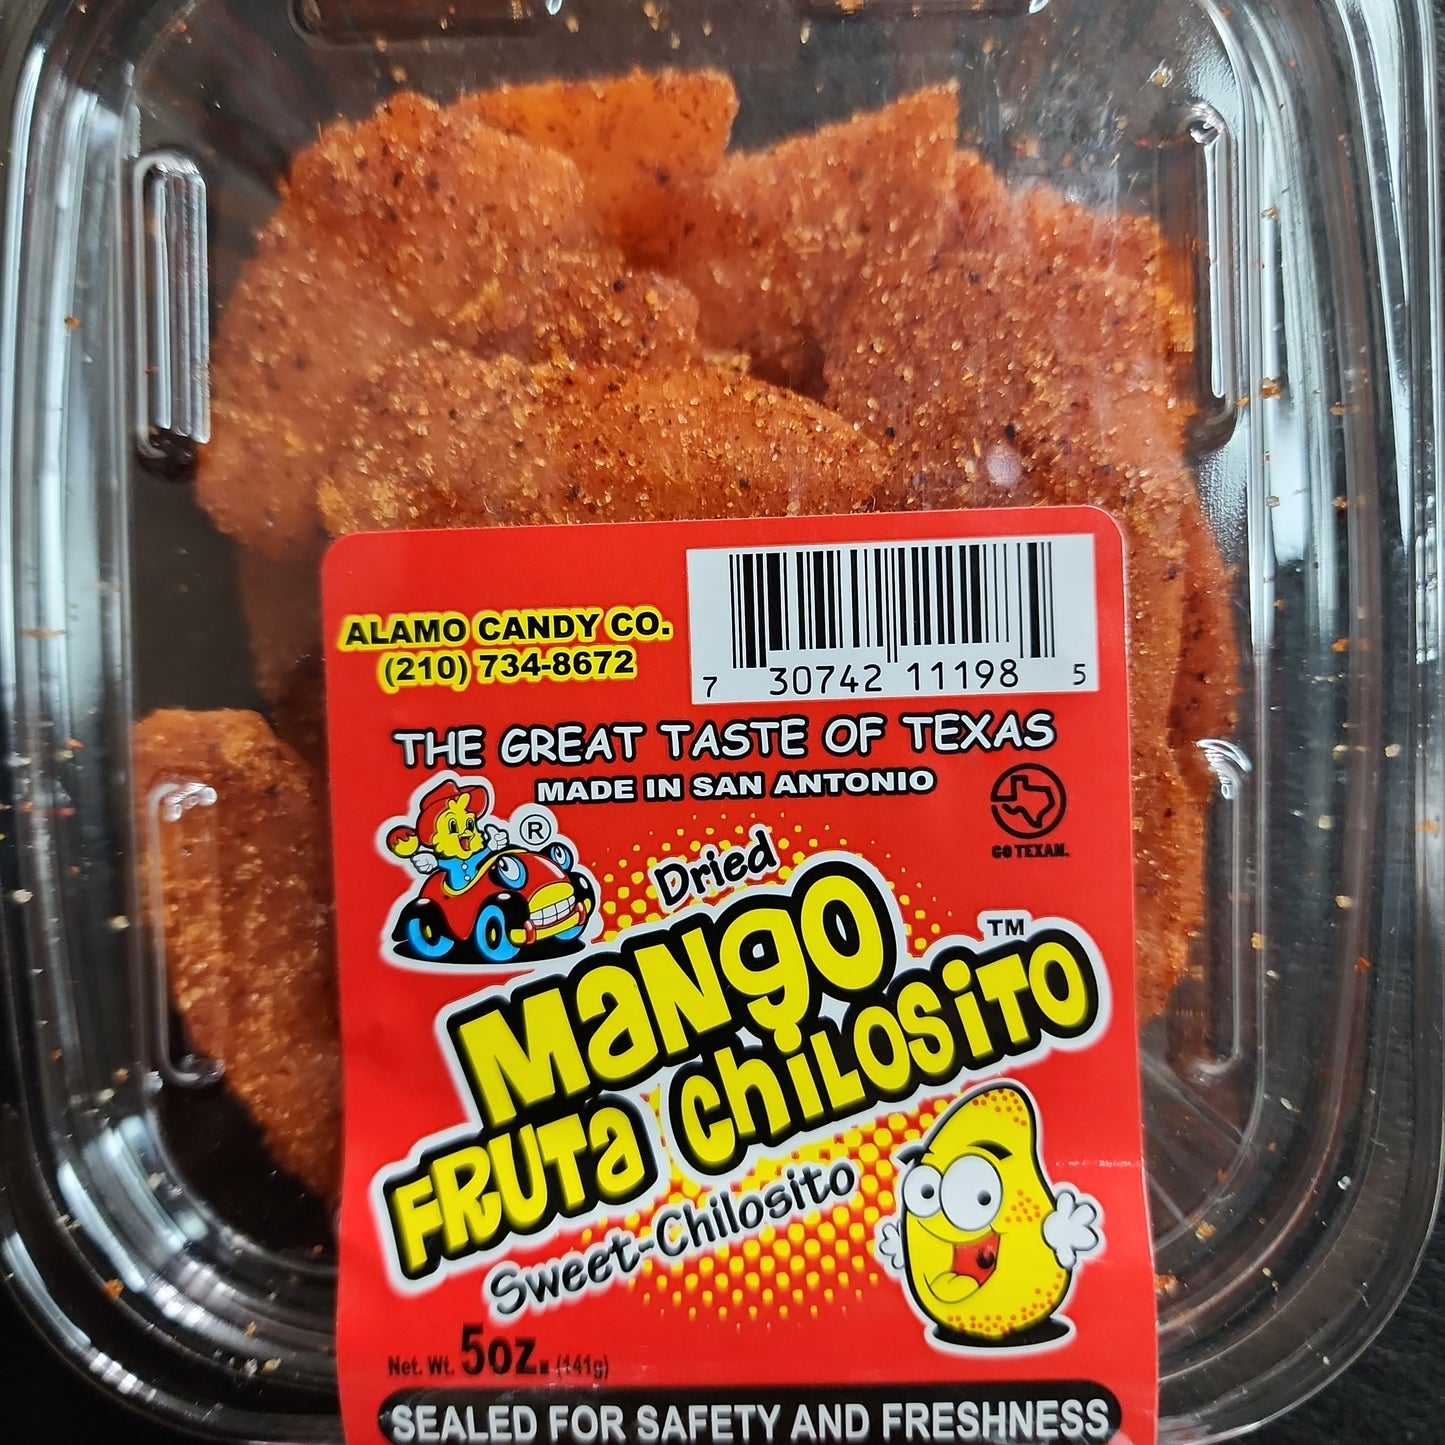 ALAMO CANDY CO.
(210) 734-8672
7 30742 11198 5
THE GREAT TASTE OF TEXAS
MADE IN SAN ANTONIO
®
GO TEXAN.
Dried
MaNgO
FRUTa CHiLOSiTO™
Sweet-Chilosito
Net. Wt. 5oz. (141g)
SEALED FOR SAFETY AND FRESHNESS